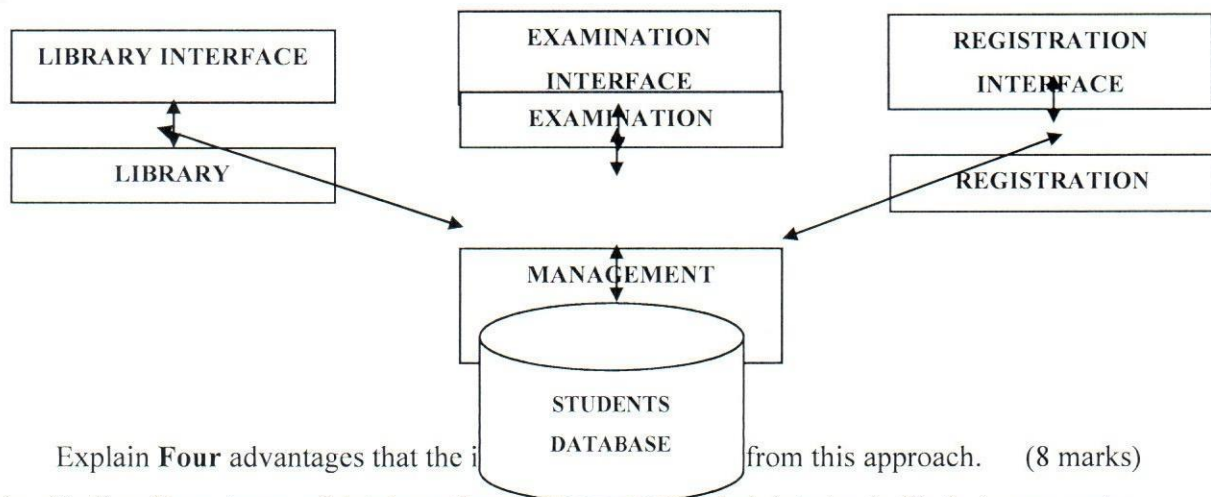 LIBRARY INTERFACE
EXAMINATION
INTERFACE
REGISTRATION
INTERFACE
EXAMINATION
LIBRARY
REGISTRATION
MANAGEMENT
STUDENTS
DATABASE
Explain Four advantages that the i
from this approach. (8 marks)